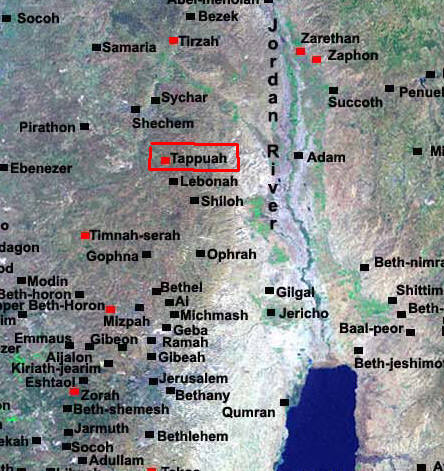 Bezek
Socoh
Tirzah
Samaria
Zarethan
Zaphon
Jordan River
Sychar
Succoth
Penuel
Shechem
Pirathon
Adam
Tappuah
Ebenezer
Lebonah
Shiloh
Timnah-serah
Gophna
Ophrah
Beth-nimra
Modin
Bethel
Gilgal
Shittim
Beth-horon
Ai
Beth-Horon
Michmash
Jericho
Beth-
Mizpah
Geba
Baal-peor
Emmaus
Gibeon
Ramah
Aijalon
Gibeah
Beth-jeshimo
Kiriath-jearim
Eshtaol
Jerusalem
Zorah
Bethany
Beth-shemesh
Qumran
Jarmuth
Bethlehem
Socoh
Adullam